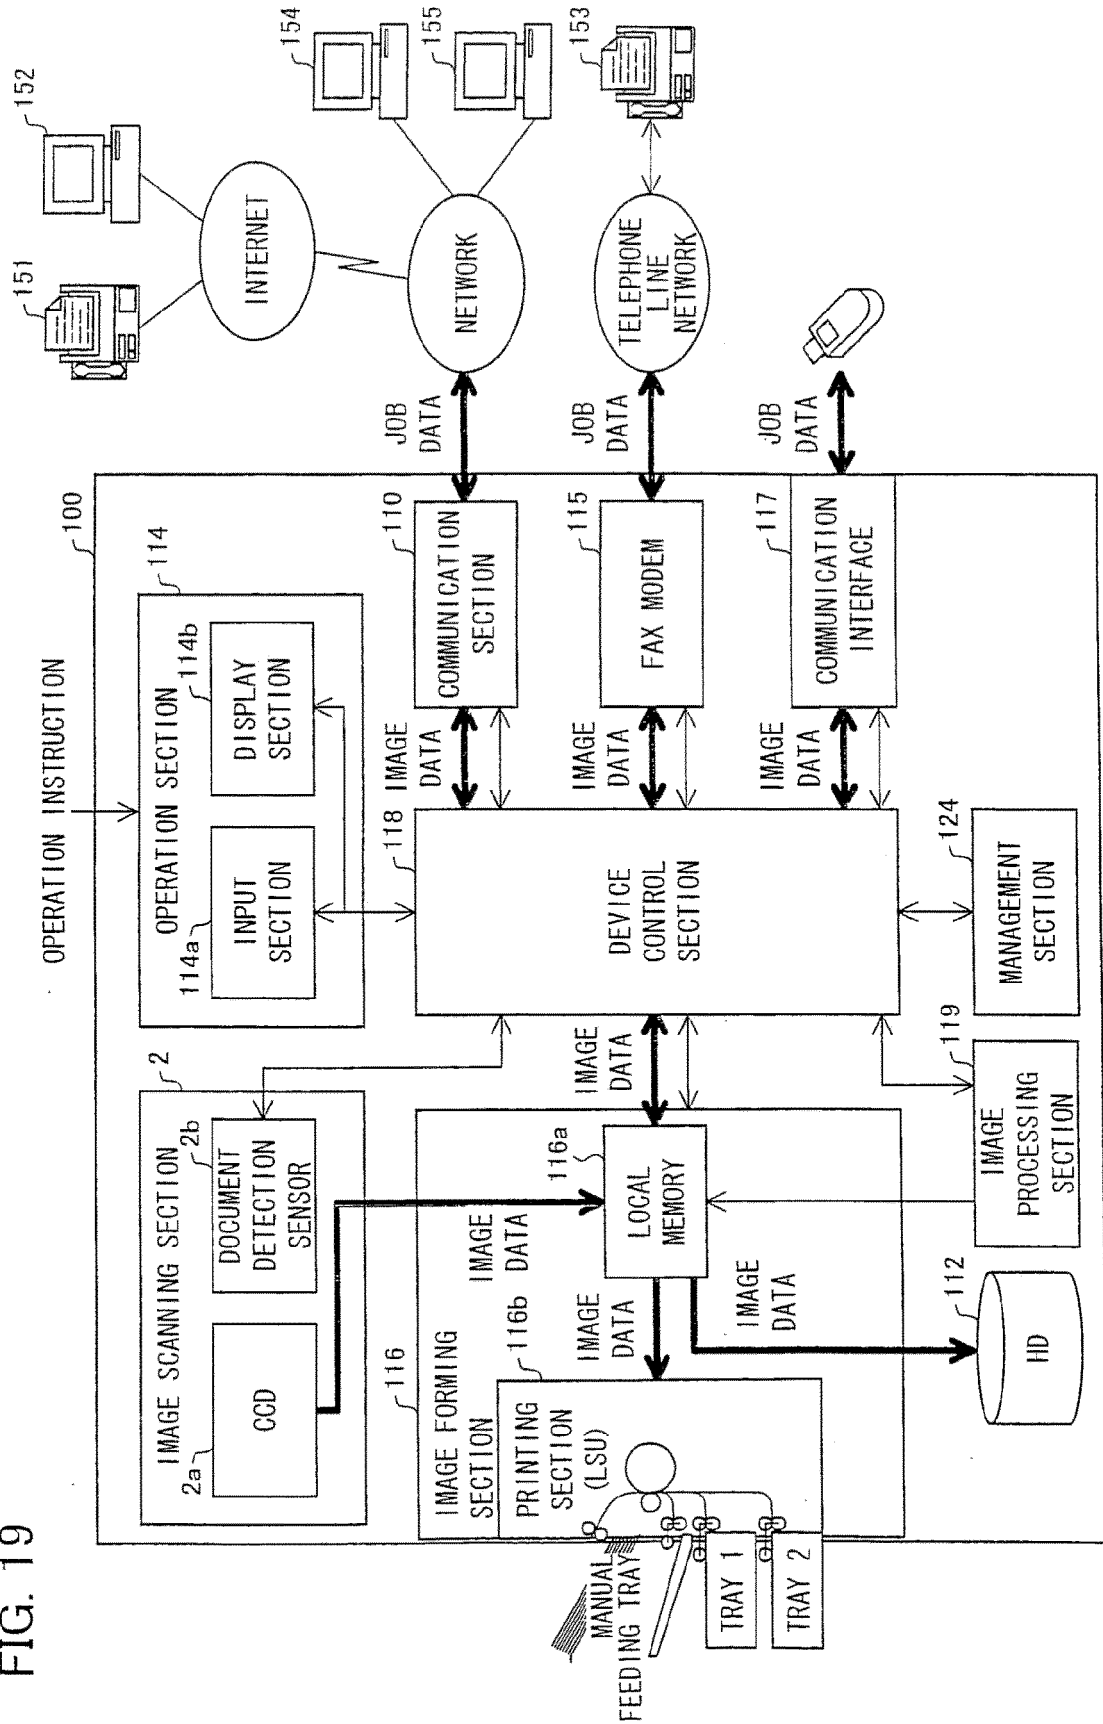 FIG. 19
OPERATION INSTRUCTION
100
IMAGE SCANNING SECTION
2
2a
CCD
2b
DOCUMENT
DETECTION
SENSOR
OPERATION SECTION
114
114a
INPUT
SECTION
114b
DISPLAY
SECTION
116
IMAGE FORMING
SECTION
PRINTING
SECTION
(LSU)
116b
IMAGE
DATA
IMAGE DATA
116a
LOCAL
MEMORY
IMAGE
DATA
IMAGE
DATA
MANUAL
FEEDING TRAY
TRAY 1
TRAY 2
118
DEVICE
CONTROL
SECTION
IMAGE
DATA
110
COMMUNICATION
SECTION
JOB
DATA
IMAGE
DATA
115
FAX MODEM
JOB
DATA
IMAGE
DATA
117
COMMUNICATION
INTERFACE
JOB
DATA
112
HD
119
IMAGE
PROCESSING
SECTION
124
MANAGEMENT
SECTION
151
152
INTERNET
NETWORK
154
155
TELEPHONE
LINE
NETWORK
153